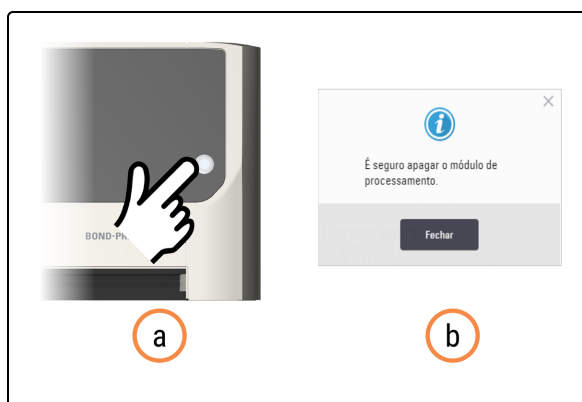 BOND-PR
É seguro apagar o módulo de
processamento.
Fechar
a
b